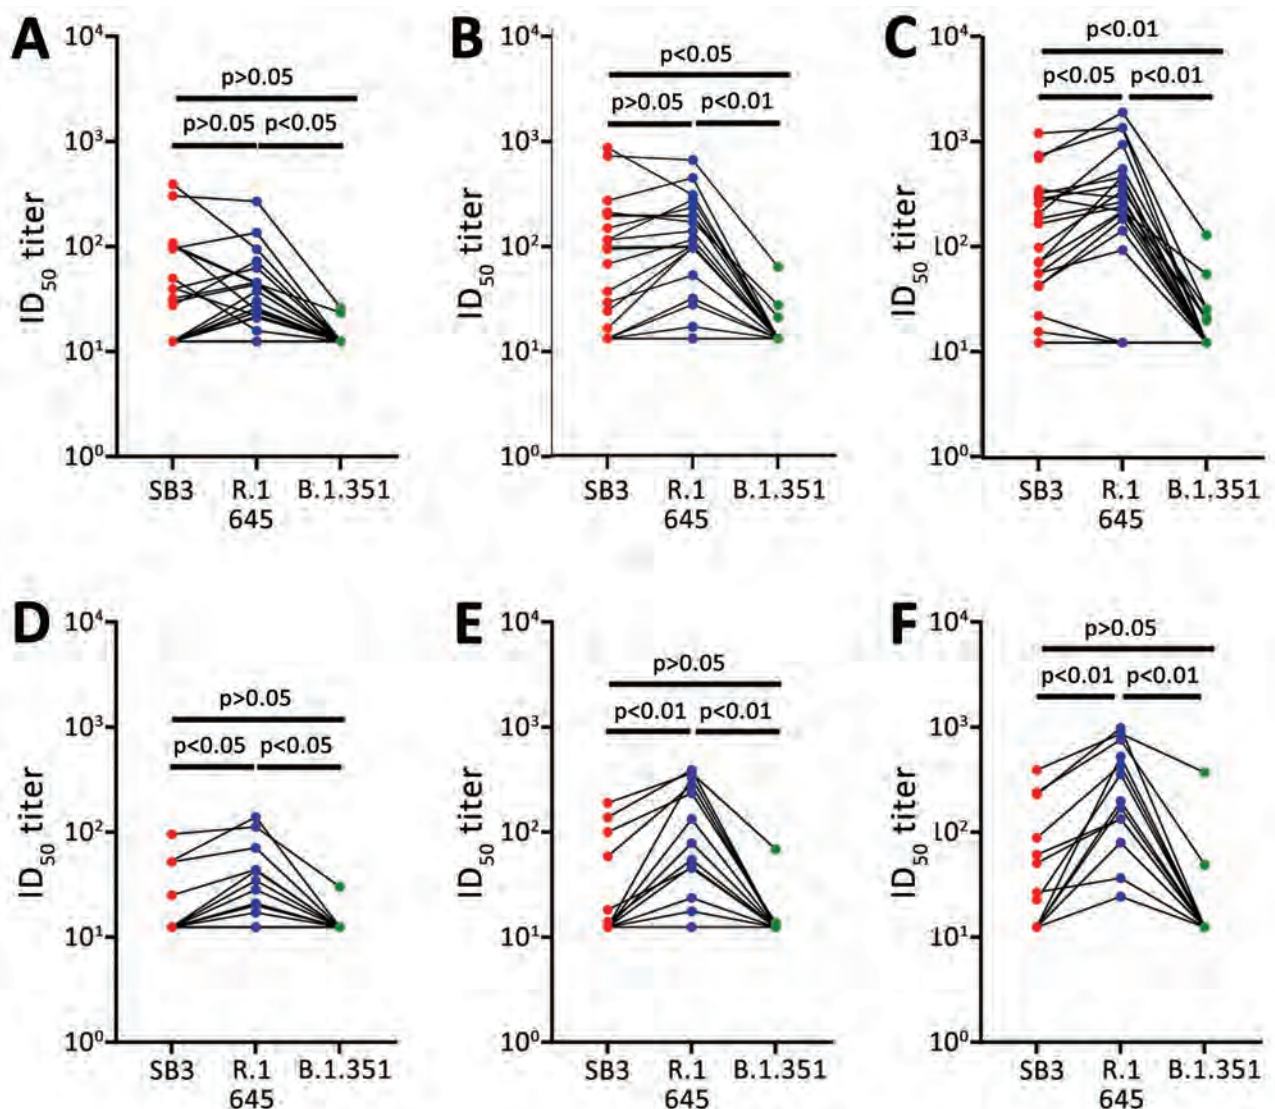 A
10⁴
p>0.05
p>0.05 p<0.05
10³
10²
10¹
10⁰
ID₅₀ titer
SB3 R.1 B.1.351
645
B
10⁴
p<0.05
p>0.05 p<0.01
10³
10²
10¹
10⁰
ID₅₀ titer
SB3 R.1 B.1.351
645
C
10⁴
p<0.01
p<0.05 p<0.01
10³
10²
10¹
10⁰
ID₅₀ titer
SB3 R.1 B.1.351
645
D
10⁴
10³
p>0.05
p<0.05 p<0.05
10²
10¹
10⁰
ID₅₀ titer
SB3 R.1 B.1.351
645
E
10⁴
p>0.05
p<0.01 p<0.01
10³
10²
10¹
10⁰
ID₅₀ titer
SB3 R.1 B.1.351
645
F
10⁴
p>0.05
p<0.01 p<0.01
10³
10²
10¹
10⁰
ID₅₀ titer
SB3 R.1 B.1.351
645